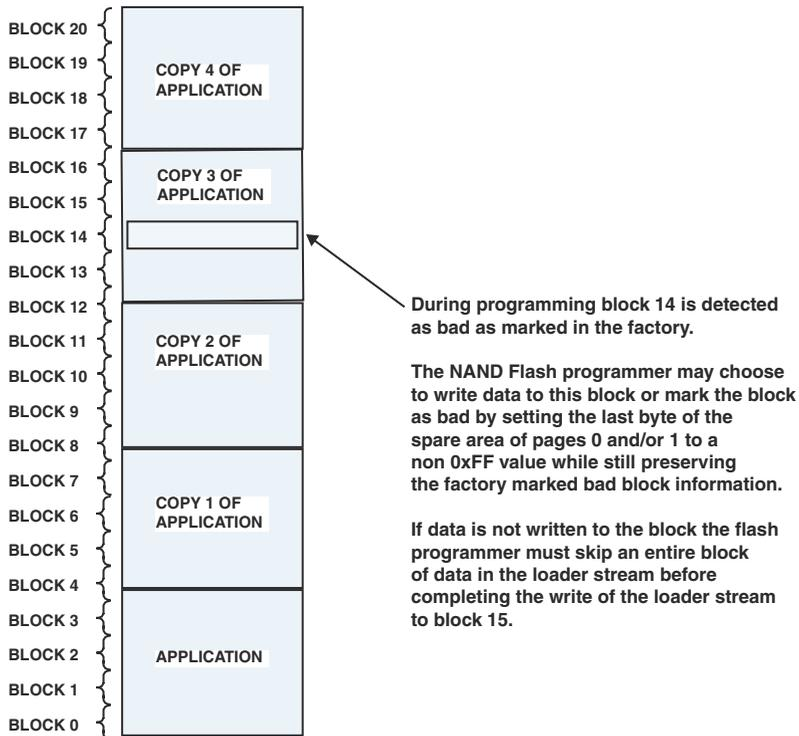 BLOCK 20
BLOCK 19
BLOCK 18
BLOCK 17
BLOCK 16
BLOCK 15
BLOCK 14
BLOCK 13
BLOCK 12
BLOCK 11
BLOCK 10
BLOCK 9
BLOCK 8
BLOCK 7
BLOCK 6
BLOCK 5
BLOCK 4
BLOCK 3
BLOCK 2
BLOCK 1
BLOCK 0
COPY 4 OF
APPLICATION
COPY 3 OF
APPLICATION
COPY 2 OF
APPLICATION
COPY 1 OF
APPLICATION
APPLICATION
During programming block 14 is detected
as bad as marked in the factory.
The NAND Flash programmer may choose
to write data to this block or mark the block
as bad by setting the last byte of the
spare area of pages 0 and/or 1 to a
non 0xFF value while still preserving
the factory marked bad block information.
If data is not written to the block the flash
programmer must skip an entire block
of data in the loader stream before
completing the write of the loader stream
to block 15.